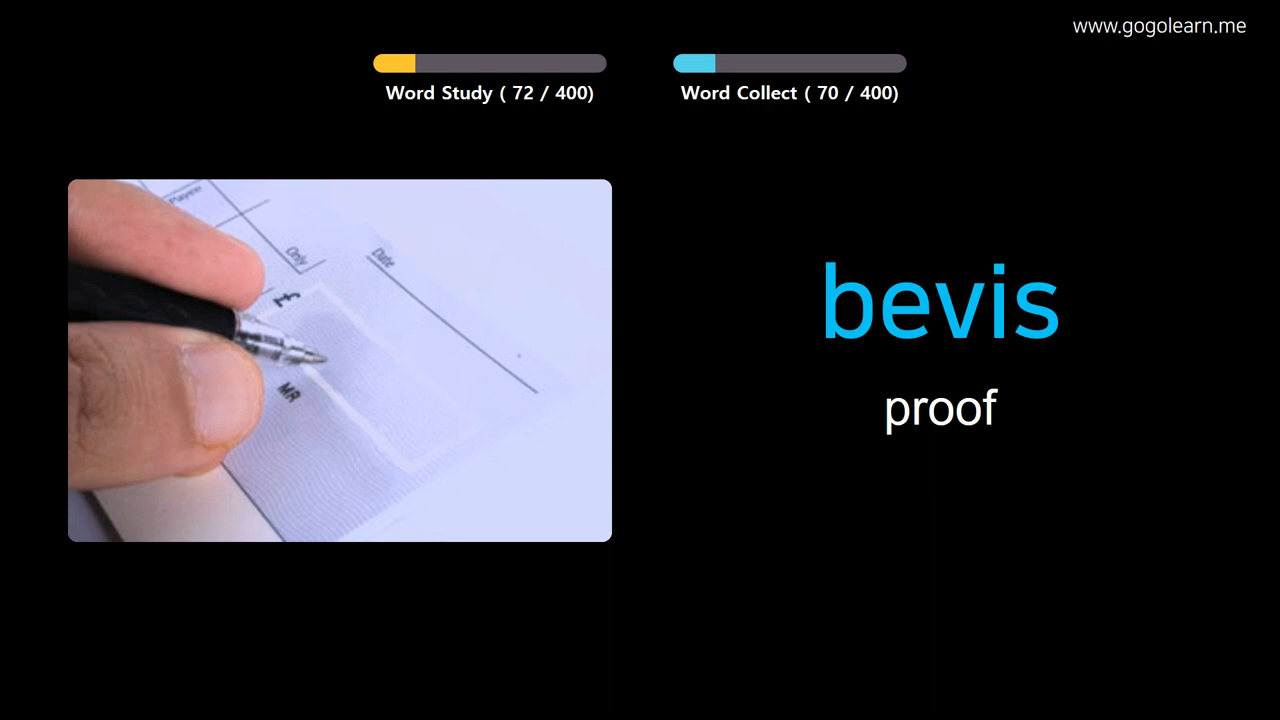 www.gogolearn.me
Word Study ( 72 / 400)
Word Collect ( 70 / 400)
Payee
Only
Date
£
MR
bevis
proof